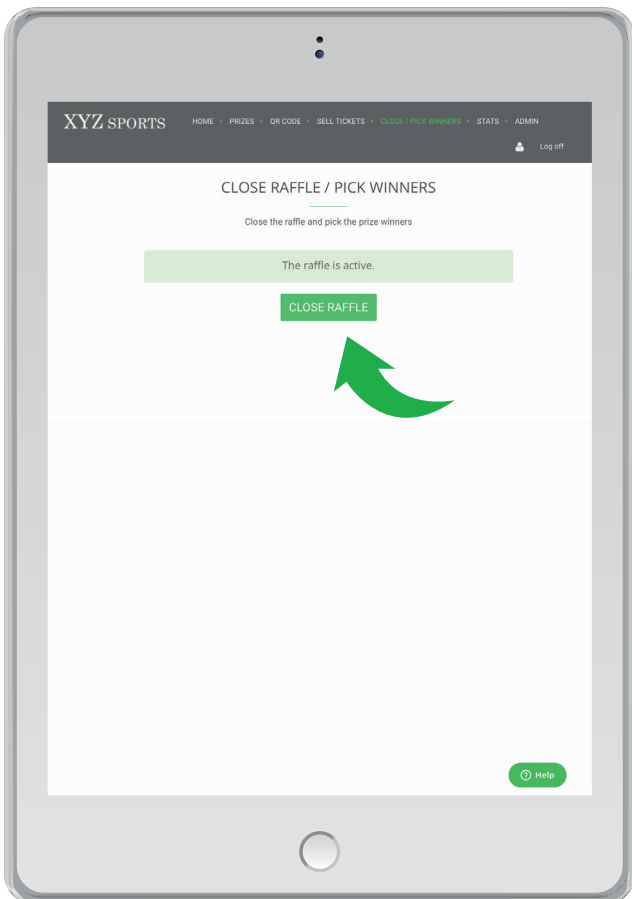 XYZ SPORTS HOME • PRIZES • QR CODE • SELL TICKETS • CLOSE / PICK WINNERS • STATS • ADMIN
Log off
CLOSE RAFFLE / PICK WINNERS
Close the raffle and pick the prize winners
The raffle is active.
CLOSE RAFFLE
? Help